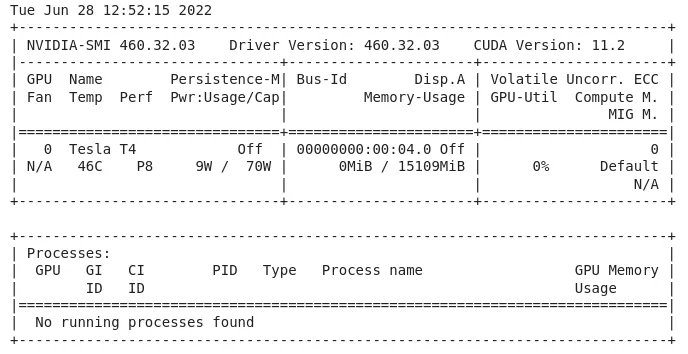 Tue Jun 28 12:52:15 2022
+-----------------------------------------------------------------------------+
| NVIDIA-SMI 460.32.03    Driver Version: 460.32.03    CUDA Version: 11.2     |
|-------------------------------+----------------------+----------------------+
| GPU  Name        Persistence-M| Bus-Id        Disp.A | Volatile Uncorr. ECC |
| Fan  Temp  Perf  Pwr:Usage/Cap|         Memory-Usage | GPU-Util  Compute M. |
|                               |                      |               MIG M. |
|===============================+======================+======================|
|   0  Tesla T4            Off  | 00000000:00:04.0 Off |                    0 |
| N/A   46C    P8     9W /  70W |      0MiB / 15109MiB |      0%      Default |
|                               |                      |                  N/A |
+-------------------------------+----------------------+----------------------+

+-----------------------------------------------------------------------------+
| Processes:                                                                  |
|  GPU   GI   CI        PID   Type   Process name                  GPU Memory |
|        ID   ID                                                   Usage      |
|=============================================================================|
|  No running processes found                                                 |
+-----------------------------------------------------------------------------+